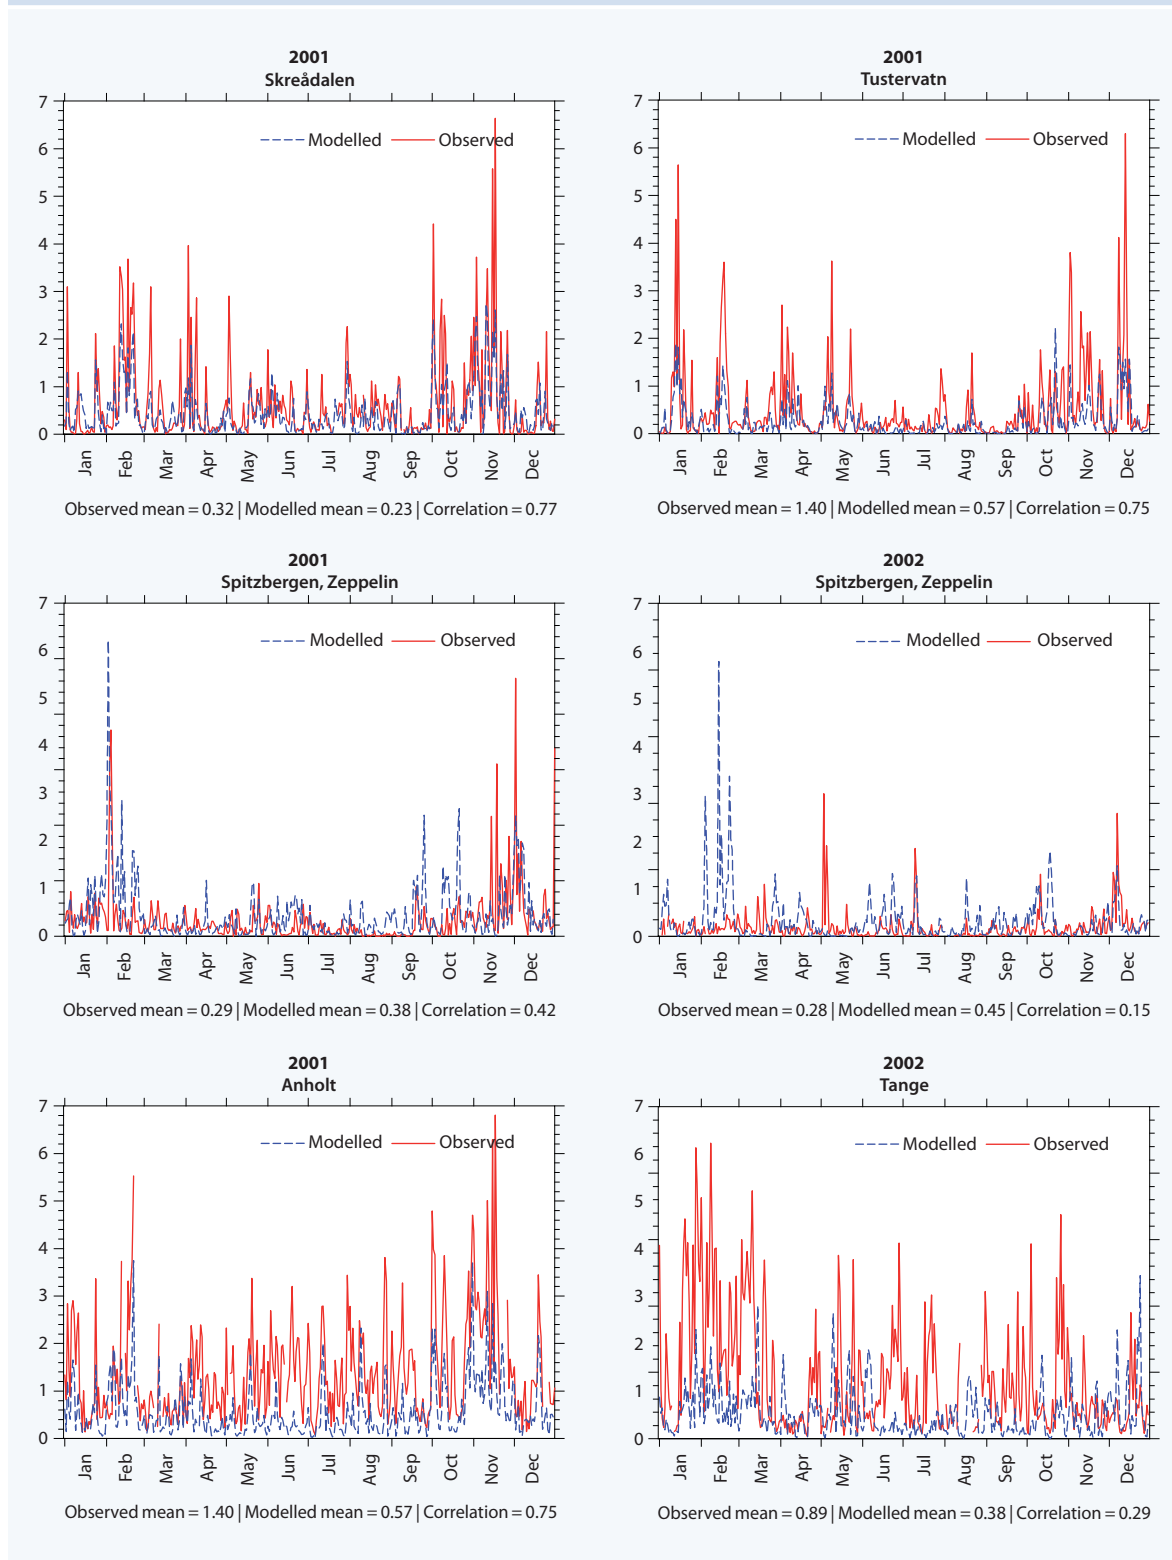 2001
Skreådalen
7
Modelled Observed
6
5
4
3
2
1
0
Jan Feb Mar Apr May Jun Jul Aug Sep Oct Nov Dec
Observed mean = 0.32 | Modelled mean = 0.23 | Correlation = 0.77
2001
Tustervatn
7
Modelled Observed
6
5
4
3
2
1
0
Jan Feb Mar Apr May Jun Jul Aug Sep Oct Nov Dec
Observed mean = 1.40 | Modelled mean = 0.57 | Correlation = 0.75
2001
Spitzbergen, Zeppelin
7
Modelled Observed
6
5
4
3
2
1
0
Jan Feb Mar Apr May Jun Jul Aug Sep Oct Nov Dec
Observed mean = 0.29 | Modelled mean = 0.38 | Correlation = 0.42
2002
Spitzbergen, Zeppelin
7
Modelled Observed
6
5
4
3
2
1
0
Jan Feb Mar Apr May Jun Jul Aug Sep Oct Nov Dec
Observed mean = 0.28 | Modelled mean = 0.45 | Correlation = 0.15
2001
Anholt
7
Modelled Observed
6
5
4
3
2
1
0
Jan Feb Mar Apr May Jun Jul Aug Sep Oct Nov Dec
Observed mean = 1.40 | Modelled mean = 0.57 | Correlation = 0.75
2002
Tange
7
Modelled Observed
6
5
4
3
2
1
0
Jan Feb Mar Apr May Jun Jul Aug Sep Oct Nov Dec
Observed mean = 0.89 | Modelled mean = 0.38 | Correlation = 0.29